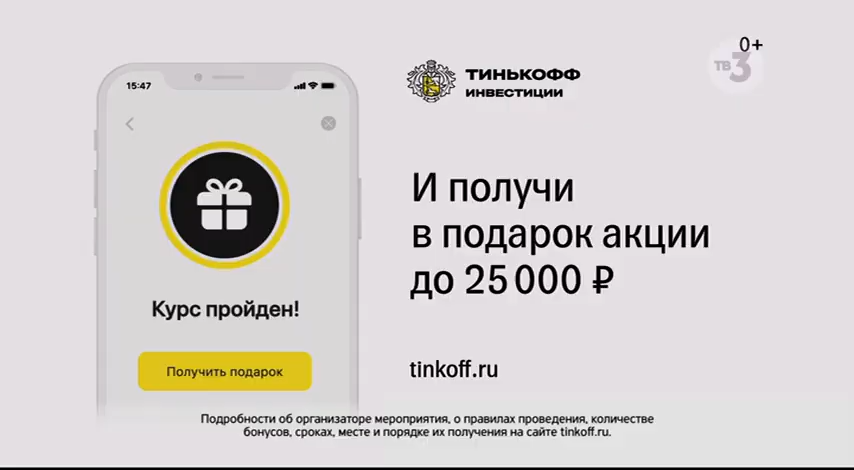 0+
ТВ3
ТИНЬКОФФ
ИНВЕСТИЦИИ
15:47
Курс пройден!
Получить подарок
И получи
в подарок акции
до 25 000 ₽
tinkoff.ru
Подробности об организаторе мероприятия, о правилах проведения, количестве
бонусов, сроках, месте и порядке их получения на сайте tinkoff.ru.